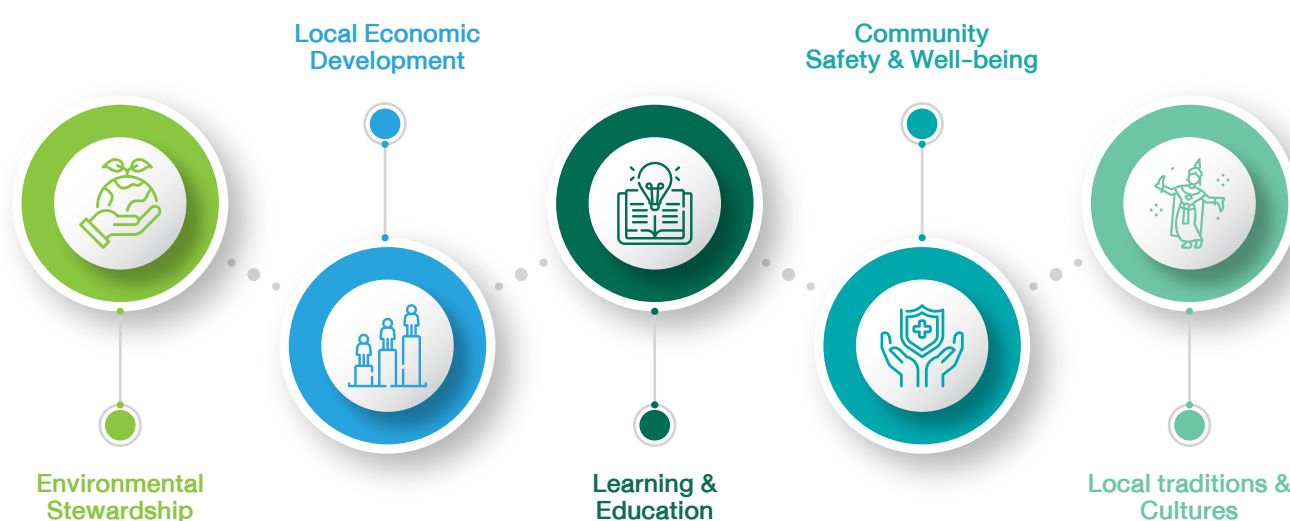 Local Economic
Development
Community
Safety & Well-being
Environmental
Stewardship
Learning &
Education
Local traditions &
Cultures